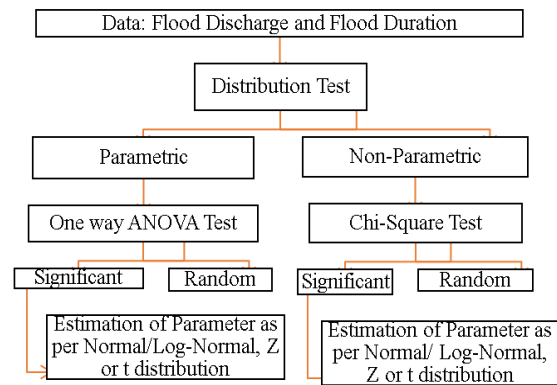 Data: Flood Discharge and Flood Duration
Distribution Test
Parametric
Non-Parametric
One way ANOVA Test
Chi-Square Test
Significant
Random
Significant
Random
Estimation of Parameter as
per Normal/Log-Normal, Z
or t distribution
Estimation of Parameter as
per Normal/ Log-Normal,
Z or t distribution